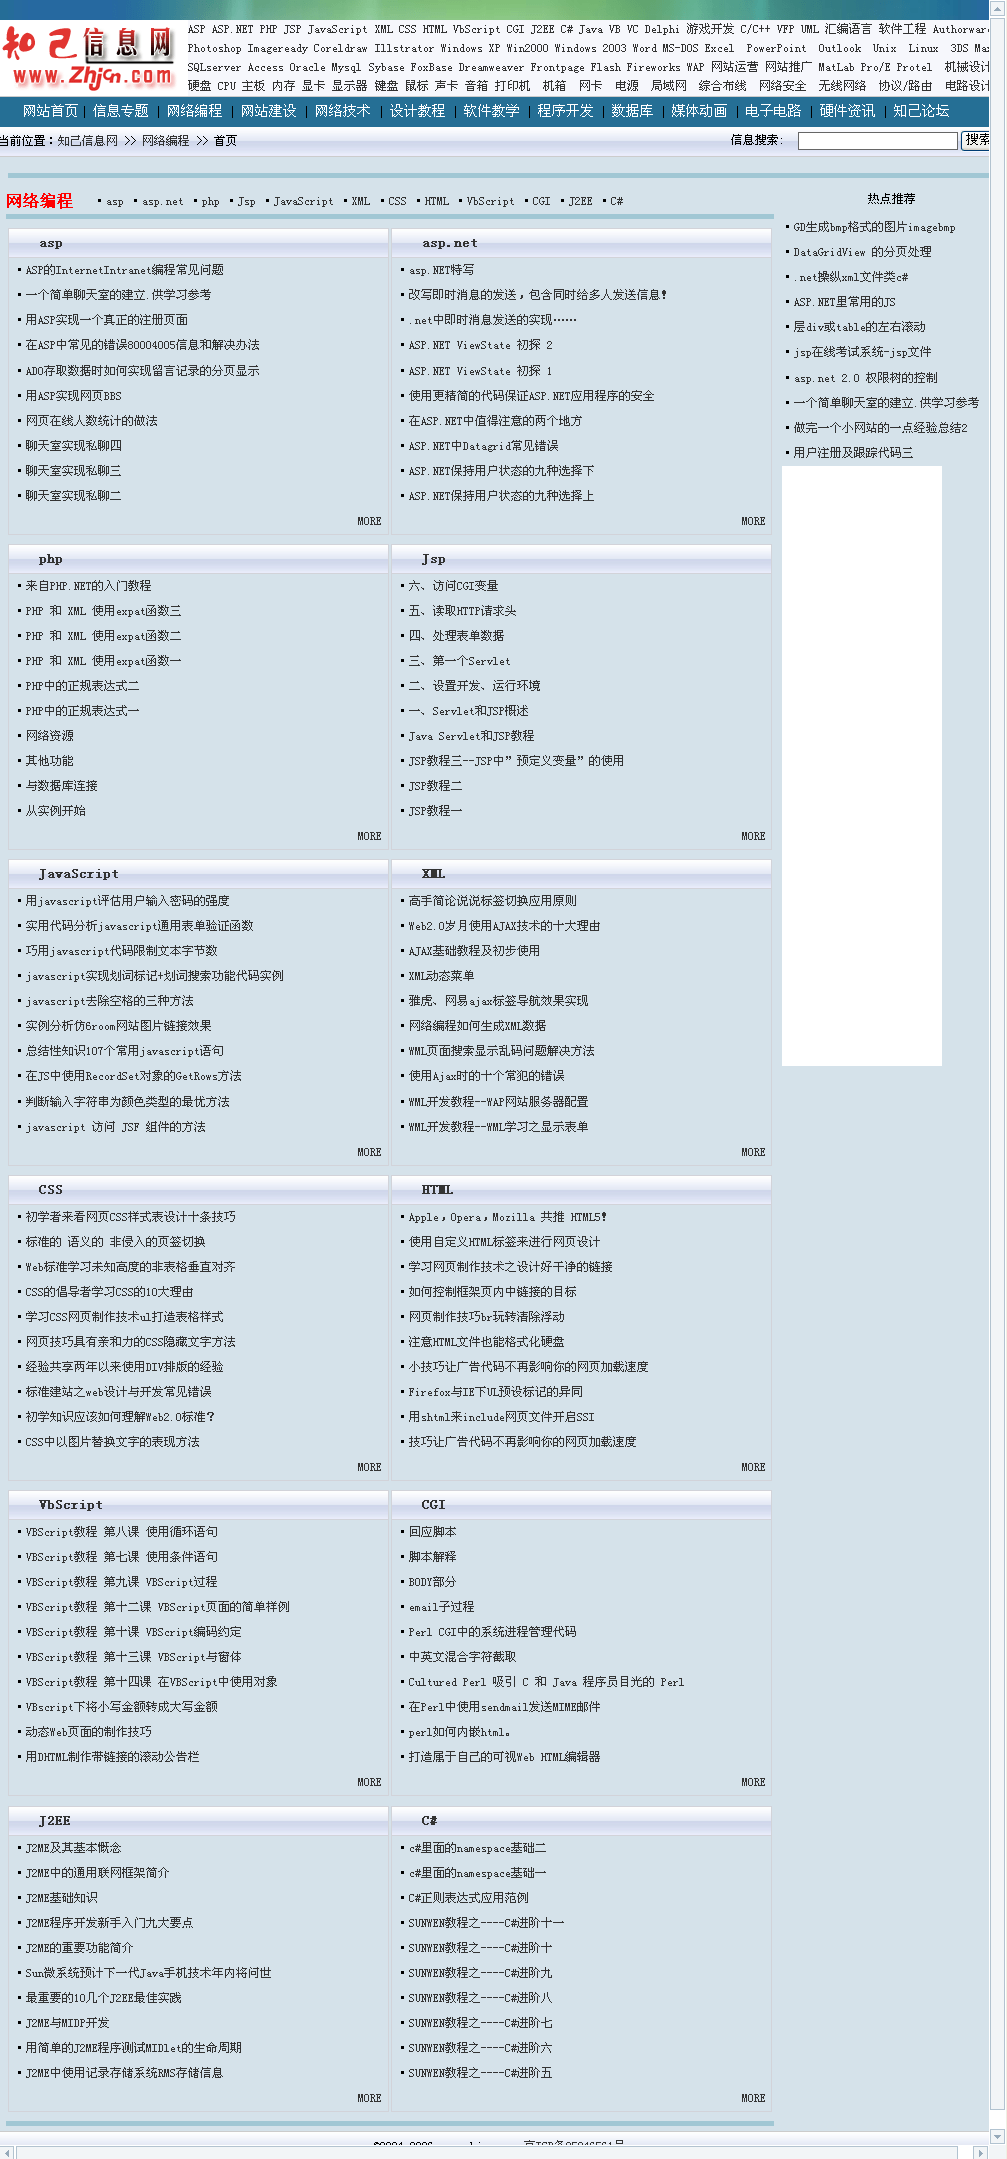 知己信息网
www.Zhjcn.com
ASP ASP.NET PHP JSP JavaScript XML CSS HTML VbScript CGI J2EE C# Java VB VC Delphi 游戏开发 C/C++ VFP UML 汇编语言 软件工程 Authorware
Photoshop Imageready Coreldraw Illstrator Windows XP Win2000 Windows 2003 Word MS-DOS Excel PowerPoint Outlook Unix Linux 3DS Max
SQLserver Access Oracle Mysql Sybase FoxBase Dreamweaver Frontpage Flash Fireworks WAP 网站运营 网站推广 MatLab Pro/E Protel 机械设计
硬盘 CPU 主板 内存 显卡 显示器 键盘 鼠标 声卡 音箱 打印机 机箱 网卡 电源 局域网 综合布线 网络安全 无线网络 协议/路由 电路设计
网站首页 | 信息专题 | 网络编程 | 网站建设 | 网络技术 | 设计教程 | 软件教学 | 程序开发 | 数据库 | 媒体动画 | 电子电路 | 硬件资讯 | 知己论坛
当前位置：知己信息网 >> 网络编程 >> 首页 信息搜索: 搜索
网络编程 ·asp ·asp.net ·php ·Jsp ·JavaScript ·XML ·CSS ·HTML ·VbScript ·CGI ·J2EE ·C#
asp
·ASP的InternetIntranet编程常见问题
·一个简单聊天室的建立.供学习参考
·用ASP实现一个真正的注册页面
·在ASP中常见的错误80004005信息和解决办法
·ADO存取数据时如何实现留言记录的分页显示
·用ASP实现网页BBS
·网页在线人数统计的做法
·聊天室实现私聊四
·聊天室实现私聊三
·聊天室实现私聊二
MORE
asp.net
·asp.NET特写
·改写即时消息的发送，包含同时给多人发送信息！
·.net中即时消息发送的实现……
·ASP.NET ViewState 初探 2
·ASP.NET ViewState 初探 1
·使用更精简的代码保证ASP.NET应用程序的安全
·在ASP.NET中值得注意的两个地方
·ASP.NET中Datagrid常见错误
·ASP.NET保持用户状态的九种选择下
·ASP.NET保持用户状态的九种选择上
MORE
php
·来自PHP.NET的入门教程
·PHP 和 XML 使用expat函数三
·PHP 和 XML 使用expat函数二
·PHP 和 XML 使用expat函数一
·PHP中的正规表达式二
·PHP中的正规表达式一
·网络资源
·其他功能
·与数据库连接
·从实例开始
MORE
Jsp
·六、访问CGI变量
·五、读取HTTP请求头
·四、处理表单数据
·三、第一个Servlet
·二、设置开发、运行环境
·一、Servlet和JSP概述
·Java Servlet和JSP教程
·JSP教程三--JSP中”预定义变量”的使用
·JSP教程二
·JSP教程一
MORE
JavaScript
·用javascript评估用户输入密码的强度
·实用代码分析javascript通用表单验证函数
·巧用javascript代码限制文本字节数
·javascript实现划词标记+划词搜索功能代码实例
·javascript去除空格的三种方法
·实例分析仿6room网站图片链接效果
·总结性知识107个常用javascript语句
·在JS中使用RecordSet对象的GetRows方法
·判断输入字符串为颜色类型的最忧方法
·javascript 访问 JSF 组件的方法
MORE
XML
·高手简论说说标签切换应用原则
·Web2.0岁月使用AJAX技术的十大理由
·AJAX基础教程及初步使用
·XML动态菜单
·雅虎、网易ajax标签导航效果实现
·网络编程如何生成XML数据
·WML页面搜索显示乱码问题解决方法
·使用Ajax时的十个常犯的错误
·WML开发教程--WAP网站服务器配置
·WML开发教程--WML学习之显示表单
MORE
CSS
·初学者来看网页CSS样式表设计十条技巧
·标准的 语义的 非侵入的页签切换
·Web标准学习未知高度的非表格垂直对齐
·CSS的倡导者学习CSS的10大理由
·学习CSS网页制作技术ul打造表格样式
·网页技巧具有亲和力的CSS隐藏文字方法
·经验共享两年以来使用DIV排版的经验
·标准建站之web设计与开发常见错误
·初学知识应该如何理解Web2.0标准？
·CSS中以图片替换文字的表现方法
MORE
HTML
·Apple，Opera，Mozilla 共推 HTML5！
·使用自定义HTML标签来进行网页设计
·学习网页制作技术之设计好干净的链接
·如何控制框架页内中链接的目标
·网页制作技巧br玩转清除浮动
·注意HTML文件也能格式化硬盘
·小技巧让广告代码不再影响你的网页加载速度
·Firefox与IE下UL预设标记的异同
·用shtml来include网页文件开启SSI
·技巧让广告代码不再影响你的网页加载速度
MORE
VbScript
·VBScript教程 第八课 使用循环语句
·VBScript教程 第七课 使用条件语句
·VBScript教程 第九课 VBScript过程
·VBScript教程 第十二课 VBScript页面的简单样例
·VBScript教程 第十课 VBScript编码约定
·VBScript教程 第十三课 VBScript与窗体
·VBScript教程 第十四课 在VBScript中使用对象
·VBscript下将小写金额转成大写金额
·动态Web页面的制作技巧
·用DHTML制作带链接的滚动公告栏
MORE
CGI
·回应脚本
·脚本解释
·BODY部分
·email子过程
·Perl CGI中的系统进程管理代码
·中英文混合字符截取
·Cultured Perl 吸引 C 和 Java 程序员目光的 Perl
·在Perl中使用sendmail发送MIME邮件
·perl如何内嵌html。
·打造属于自己的可视Web HTML编辑器
MORE
J2EE
·J2ME及其基本概念
·J2ME中的通用联网框架简介
·J2ME基础知识
·J2ME程序开发新手入门九大要点
·J2ME的重要功能简介
·Sun微系统预计下一代Java手机技术年内将问世
·最重要的10几个J2EE最佳实践
·J2ME与MIDP开发
·用简单的J2ME程序测试MIDlet的生命周期
·J2ME中使用记录存储系统RMS存储信息
MORE
C#
·c#里面的namespace基础二
·c#里面的namespace基础一
·C#正则表达式应用范例
·SUNWEN教程之----C#进阶十一
·SUNWEN教程之----C#进阶十
·SUNWEN教程之----C#进阶九
·SUNWEN教程之----C#进阶八
·SUNWEN教程之----C#进阶七
·SUNWEN教程之----C#进阶六
·SUNWEN教程之----C#进阶五
MORE
热点推荐
·GD生成bmp格式的图片imagebmp
·DataGridView 的分页处理
·.net操纵xml文件类c#
·ASP.NET里常用的JS
·层div或table的左右滚动
·jsp在线考试系统-jsp文件
·asp.net 2.0 权限树的控制
·一个简单聊天室的建立.供学习参考
·做完一个小网站的一点经验总结2
·用户注册及跟踪代码三